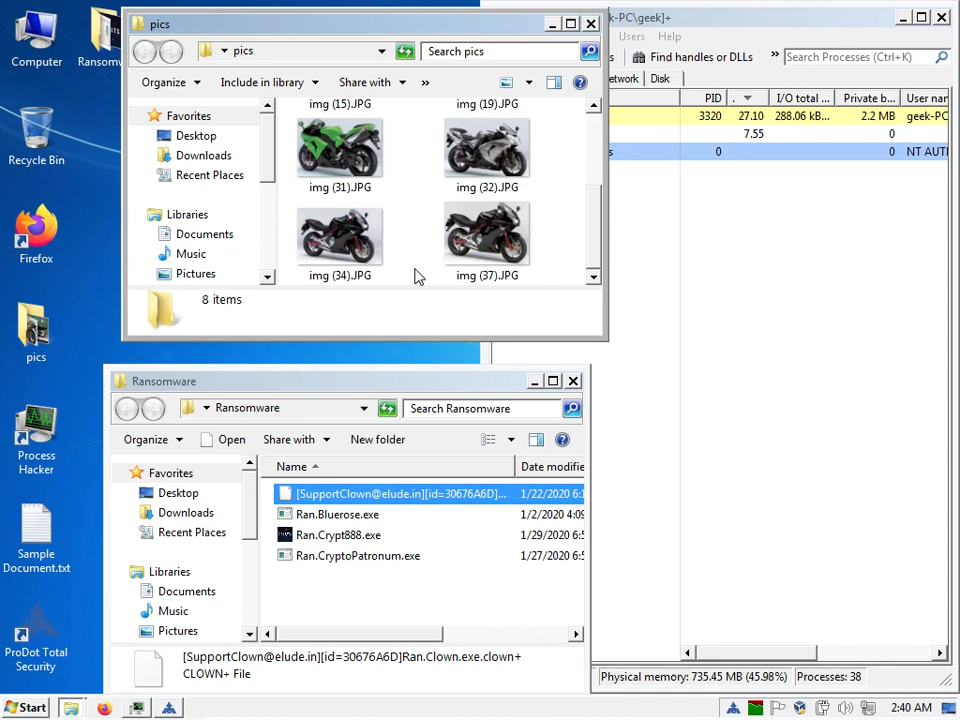 Computer
Ransomw
Recycle Bin
Firefox
pics
Process
Hacker
Sample
Document.txt
ProDot Total
Security
pics
pics
Search pics
Organize
Include in library
Share with
»
Favorites
Desktop
Downloads
Recent Places
Libraries
Documents
Music
Pictures
img (15).JPG
img (19).JPG
img (31).JPG
img (32).JPG
img (34).JPG
img (37).JPG
8 items
Ransomware
Ransomware
Search Ransomware
Organize
Open
Share with
New folder
Favorites
Desktop
Downloads
Recent Places
Libraries
Documents
Music
Pictures
Name
Date modifie
[SupportClown@elude.in][id=30676A6D]...
1/22/2020 6:1
Ran.Bluerose.exe
1/2/2020 4:09
Ran.Crypt888.exe
1/29/2020 6:5
Ran.CryptoPatronum.exe
1/27/2020 6:5
[SupportClown@elude.in][id=30676A6D]Ran.Clown.exe.clown+
CLOWN+ File
k-PC\geek]+
Users
Help
s
Find handles or DLLs
»
Search Processes (Ctrl+K)
etwork
Disk
PID
.
I/O total ...
Private b...
User nar
3320
27.10
288.06 kB...
2.2 MB
geek-PC
7.55
0
s
0
0
NT AUTH
Physical memory: 735.45 MB (45.98%)
Processes: 38
Start
2:40 AM